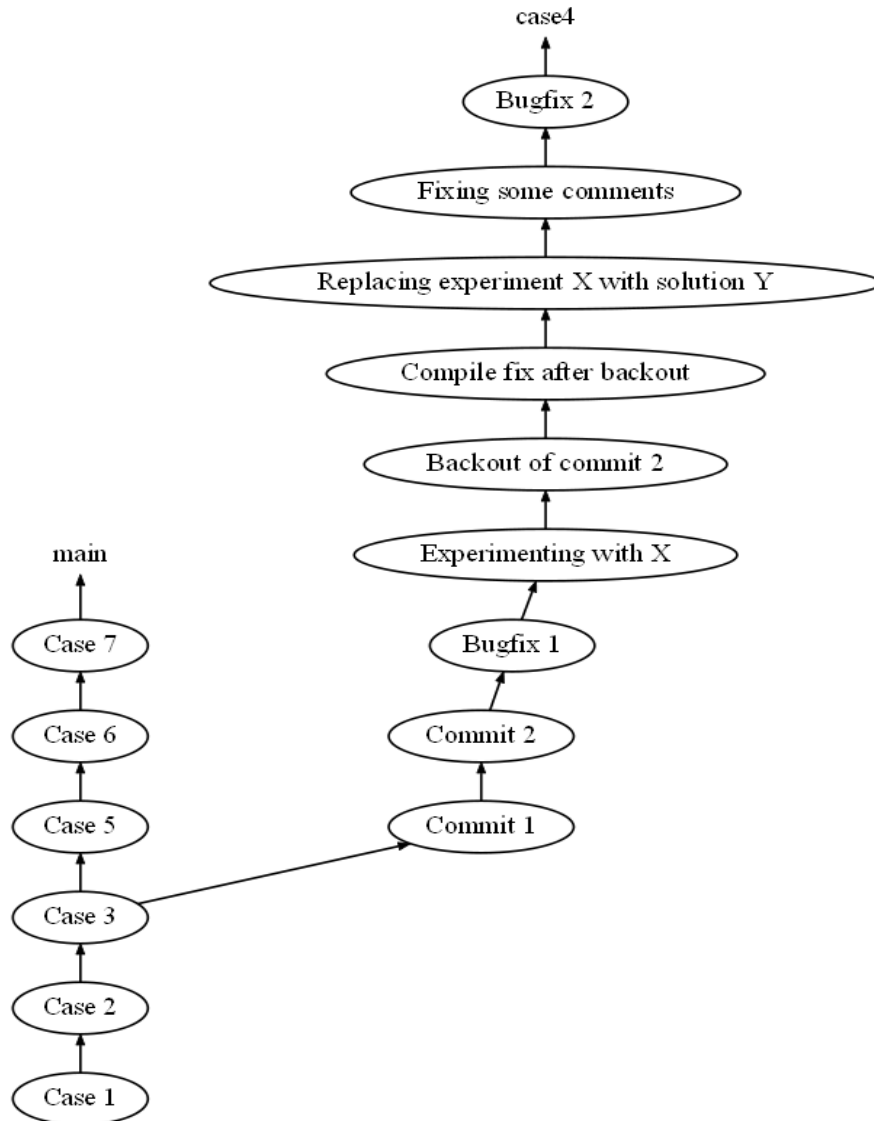 case4
Bugfix 2
Fixing some comments
Replacing experiment X with solution Y
Compile fix after backout
Backout of commit 2
Experimenting with X
main
Case 7
Bugfix 1
Case 6
Commit 2
Case 5
Commit 1
Case 3
Case 2
Case 1